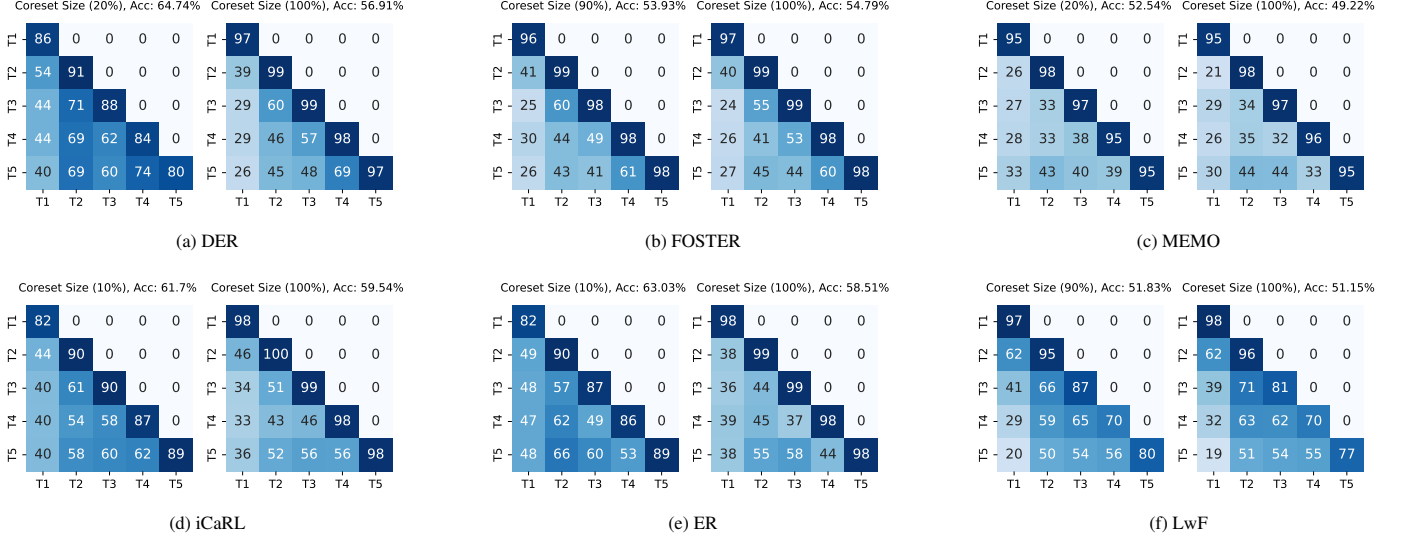 Coreset Size (20%), Acc: 64.74% Coreset Size (100%), Acc: 56.91%
T1 86 0 0 0 0 97 0 0 0 0
T2 54 91 0 0 0 39 99 0 0 0
T3 44 71 88 0 0 29 60 99 0 0
T4 44 69 62 84 0 29 46 57 98 0
T5 40 69 60 74 80 26 45 48 69 97
T1 T2 T3 T4 T5 T1 T2 T3 T4 T5
(a) DER
Coreset Size (90%), Acc: 53.93% Coreset Size (100%), Acc: 54.79%
T1 96 0 0 0 0 T1 97 0 0 0 0
T2 41 99 0 0 0 T2 40 99 0 0 0
T3 25 60 98 0 0 T3 24 55 99 0 0
T4 30 44 49 98 0 T4 26 41 53 98 0
T5 26 43 41 61 98 T5 27 45 44 60 98
T1 T2 T3 T4 T5 T1 T2 T3 T4 T5
(b) FOSTER
Coreset Size (20%), Acc: 52.54% Coreset Size (100%), Acc: 49.22%
T1 95 0 0 0 0 T1 95 0 0 0 0
T2 26 98 0 0 0 T2 21 98 0 0 0
T3 27 33 97 0 0 T3 29 34 97 0 0
T4 28 33 38 95 0 T4 26 35 32 96 0
T5 33 43 40 39 95 T5 30 44 44 33 95
T1 T2 T3 T4 T5 T1 T2 T3 T4 T5
(c) MEMO
Coreset Size (10%), Acc: 61.7% Coreset Size (100%), Acc: 59.54%
T1 82 0 0 0 0 98 0 0 0 0
T2 44 90 0 0 0 46 100 0 0 0
T3 40 61 90 0 0 34 51 99 0 0
T4 40 54 58 87 0 33 43 46 98 0
T5 40 58 60 62 89 36 52 56 56 98
T1 T2 T3 T4 T5 T1 T2 T3 T4 T5
(d) iCaRL
Coreset Size (10%), Acc: 63.03% Coreset Size (100%), Acc: 58.51%
T1 82 0 0 0 0 T1 98 0 0 0 0
T2 49 90 0 0 0 T2 38 99 0 0 0
T3 48 57 87 0 0 T3 36 44 99 0 0
T4 47 62 49 86 0 T4 39 45 37 98 0
T5 48 66 60 53 89 T5 38 55 58 44 98
T1 T2 T3 T4 T5 T1 T2 T3 T4 T5
(e) ER
Coreset Size (90%), Acc: 51.83% Coreset Size (100%), Acc: 51.15%
T1 97 0 0 0 0 T1 98 0 0 0 0
T2 62 95 0 0 0 T2 62 96 0 0 0
T3 41 66 87 0 0 T3 39 71 81 0 0
T4 29 59 65 70 0 T4 32 63 62 70 0
T5 20 50 54 56 80 T5 19 51 54 55 77
T1 T2 T3 T4 T5 T1 T2 T3 T4 T5
(f) LwF